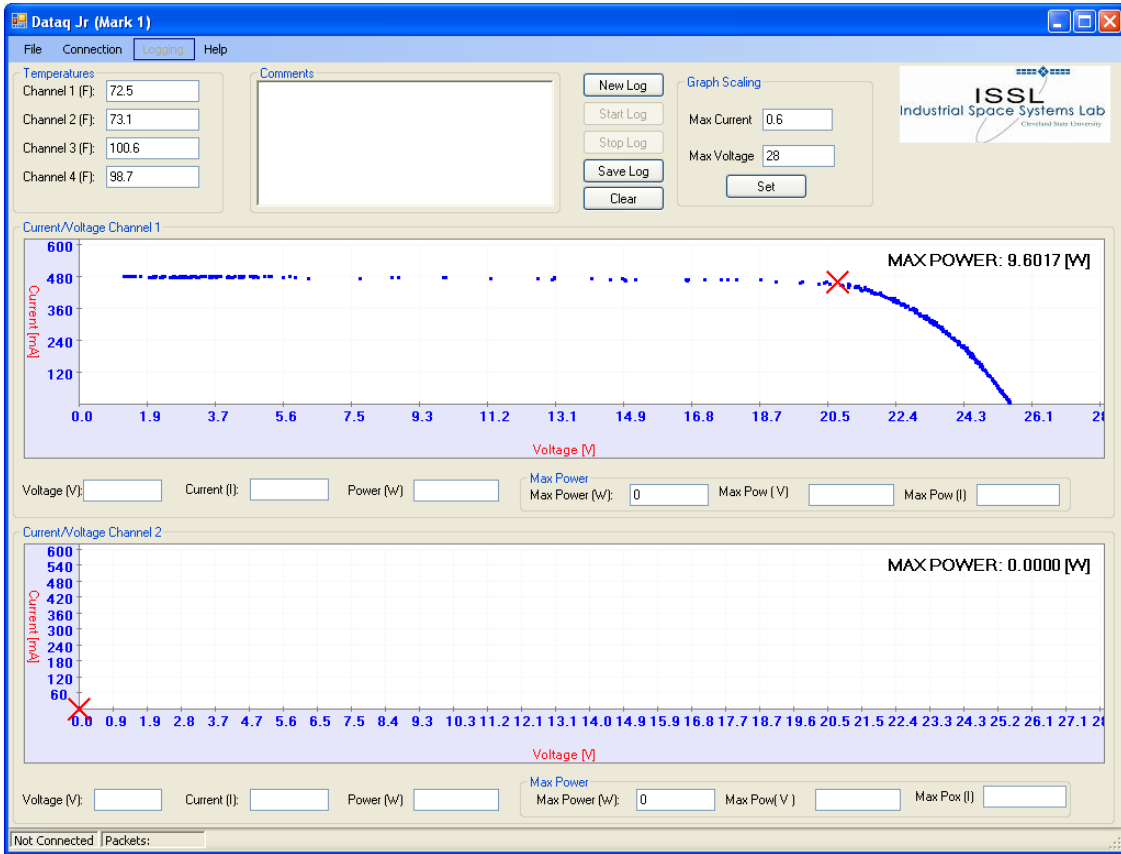 Dataq Jr (Mark 1)
File Connection Logging Help
Temperatures
Channel 1 (F): 72.5
Channel 2 (F): 73.1
Channel 3 (F): 100.6
Channel 4 (F): 98.7
Comments
New Log
Start Log
Stop Log
Save Log
Clear
Graph Scaling
Max Current 0.6
Max Voltage 28
Set
ISSL
Industrial Space Systems Lab
Cleveland State University
Current/Voltage Channel 1
MAX POWER: 9.6017 [W]
600
480
360
240
120
Current [mA]
0.0 1.9 3.7 5.6 7.5 9.3 11.2 13.1 14.9 16.8 18.7 20.5 22.4 24.3 26.1 28
Voltage [V]
Voltage (V): Current (I): Power (W)
Max Power
Max Power (W): 0 Max Pow ( V) Max Pow (I)
Current/Voltage Channel 2
MAX POWER: 0.0000 [W]
600
540
480
420
360
300
240
180
120
60
Current [mA]
0.0 0.9 1.9 2.8 3.7 4.7 5.6 6.5 7.5 8.4 9.3 10.3 11.2 12.1 13.1 14.0 14.9 15.9 16.8 17.7 18.7 19.6 20.5 21.5 22.4 23.3 24.3 25.2 26.1 27.1 28
Voltage [V]
Voltage (V): Current (I): Power (W)
Max Power
Max Power (W): 0 Max Pow( V ) Max Pox (I)
Not Connected Packets: